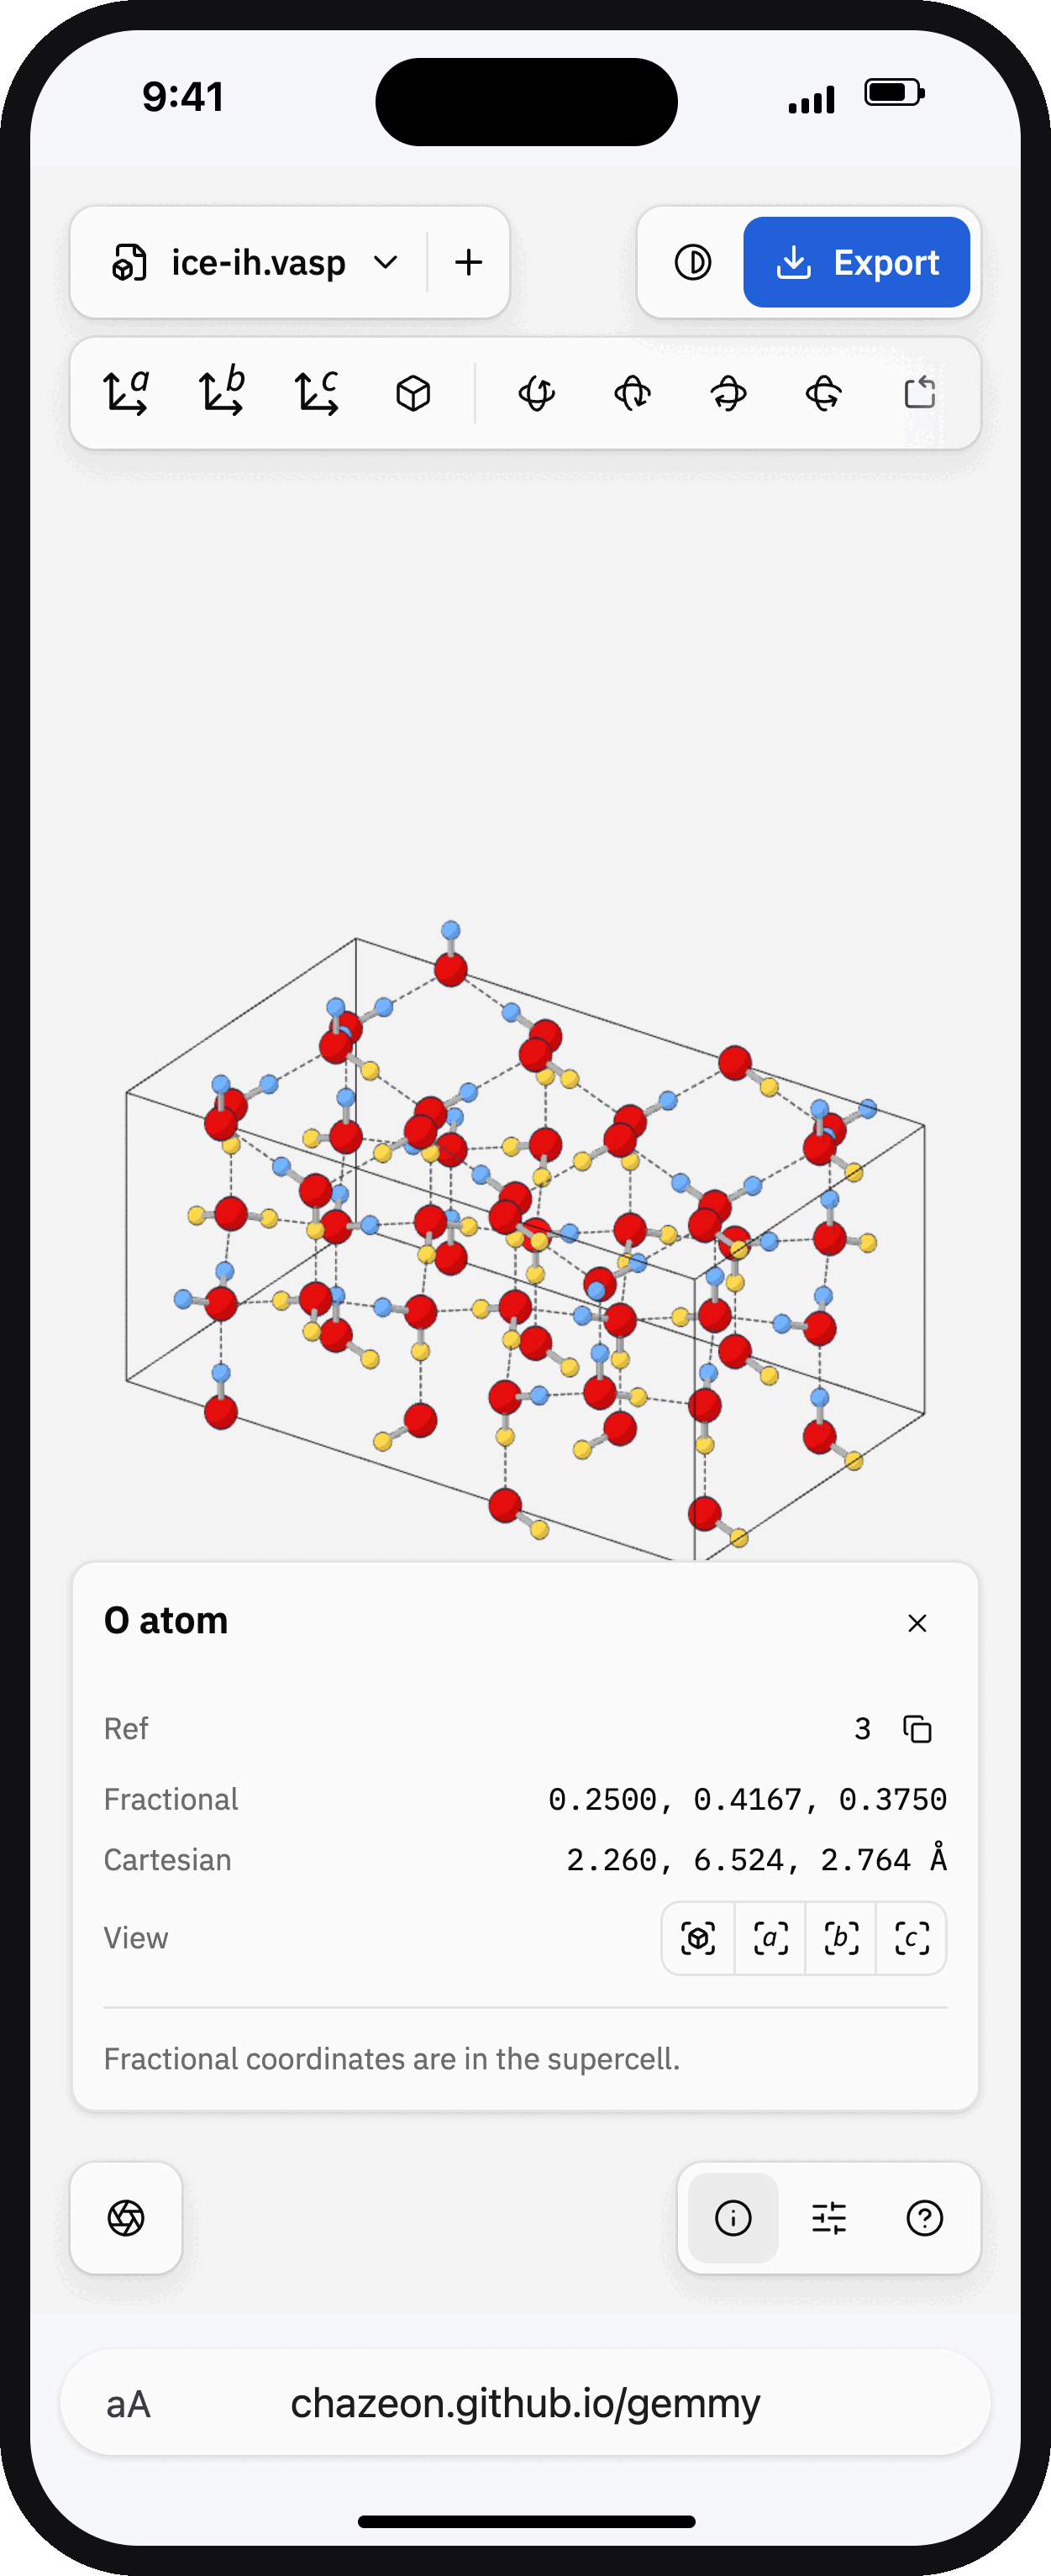 9:41
ice-ih.vasp
Export
a b c
O atom
Ref 3
Fractional 0.2500, 0.4167, 0.3750
Cartesian 2.260, 6.524, 2.764 Å
View a b c
Fractional coordinates are in the supercell.
aA chazeon.github.io/gemmy